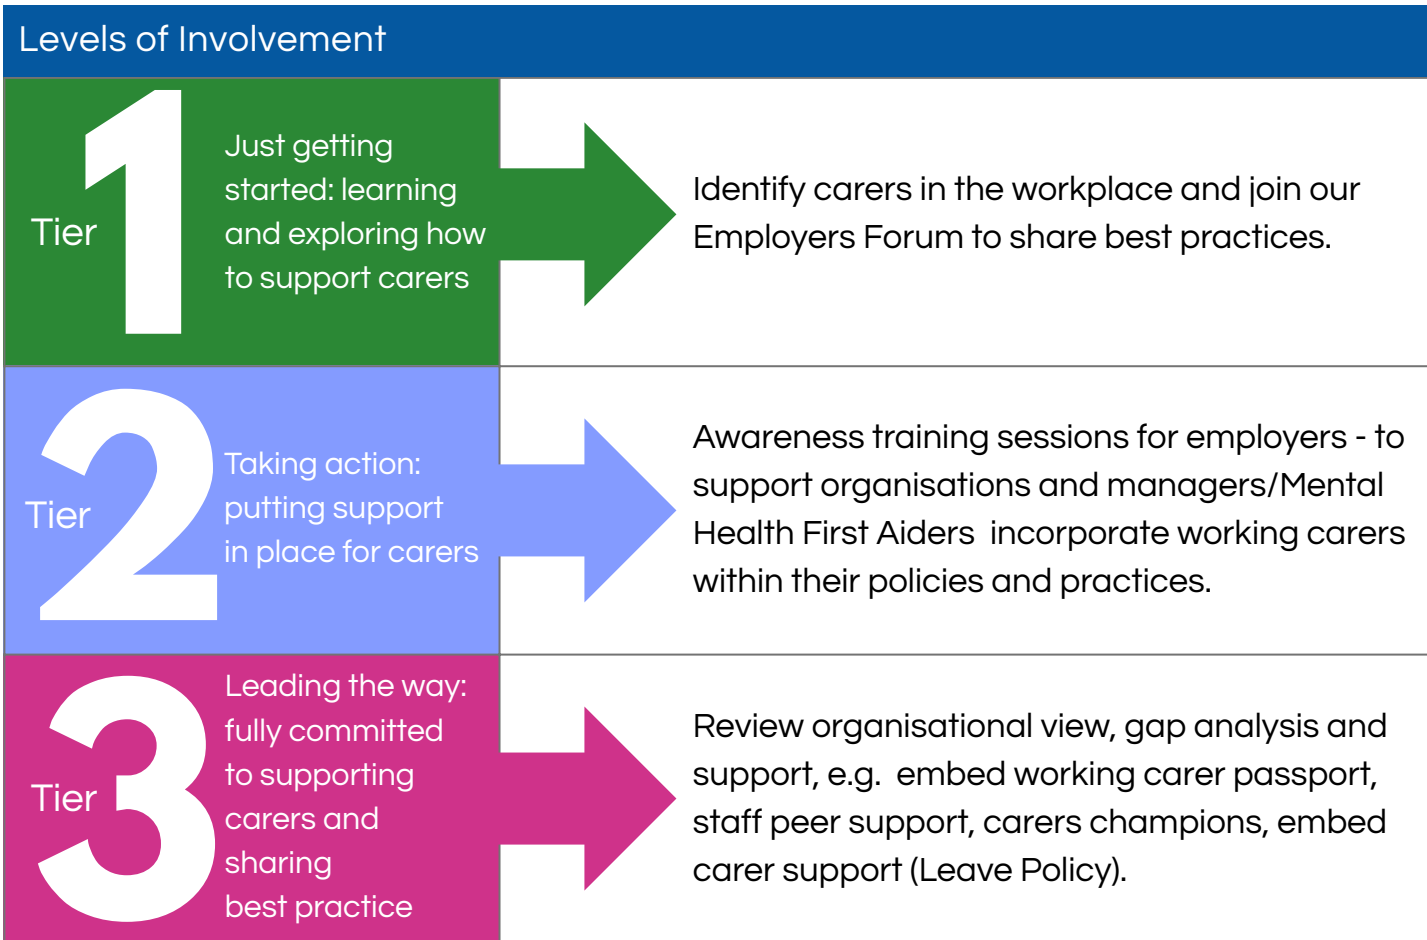 Levels of Involvement
Tier 1
Just getting
started: learning
and exploring how
to support carers
Identify carers in the workplace and join our
Employers Forum to share best practices.
Tier 2
Taking action:
putting support
in place for carers
Awareness training sessions for employers - to
support organisations and managers/Mental
Health First Aiders  incorporate working carers
within their policies and practices.
Tier 3
Leading the way:
fully committed
to supporting
carers and
sharing
best practice
Review organisational view, gap analysis and
support, e.g.  embed working carer passport,
staff peer support, carers champions, embed
carer support (Leave Policy).